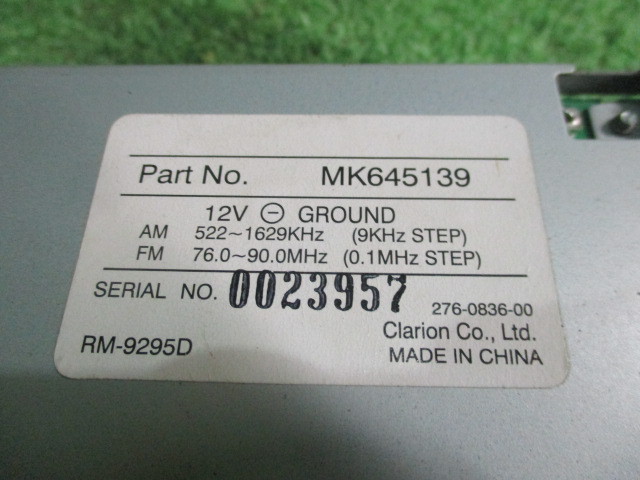 Part No. MK645139
12V ⊖ GROUND
AM 522~1629KHz (9KHz STEP)
FM 76.0~90.0MHz (0.1MHz STEP)
SERIAL NO. 0023957
276-0836-00
Clarion Co., Ltd.
RM-9295D MADE IN CHINA